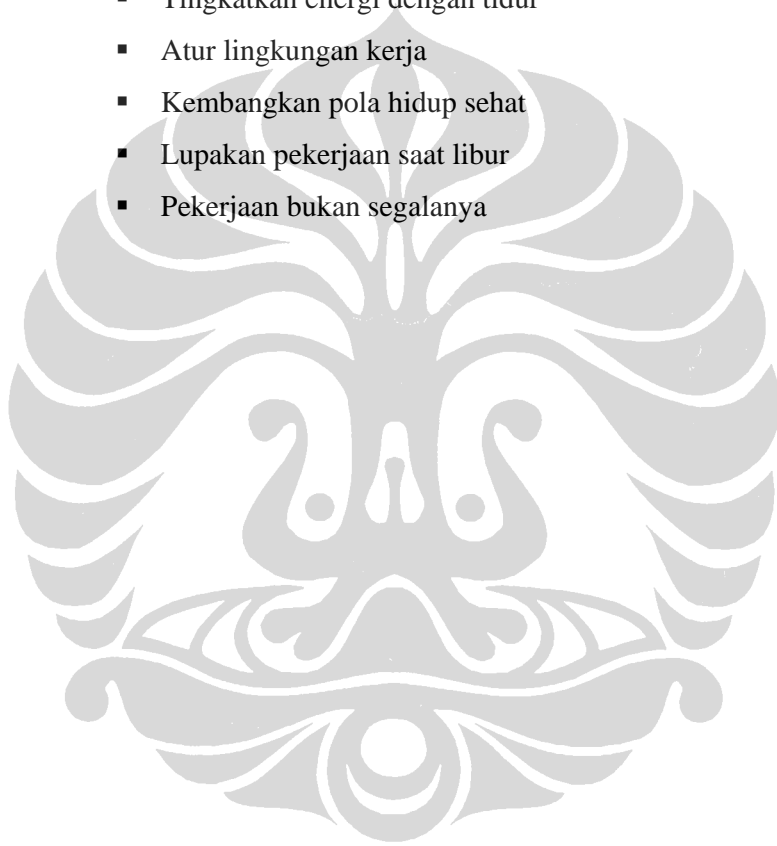 ▪ Tingkatkan energi dengan tidur
▪ Atur lingkungan kerja
▪ Kembangkan pola hidup sehat
▪ Lupakan pekerjaan saat libur
▪ Pekerjaan bukan segalanya